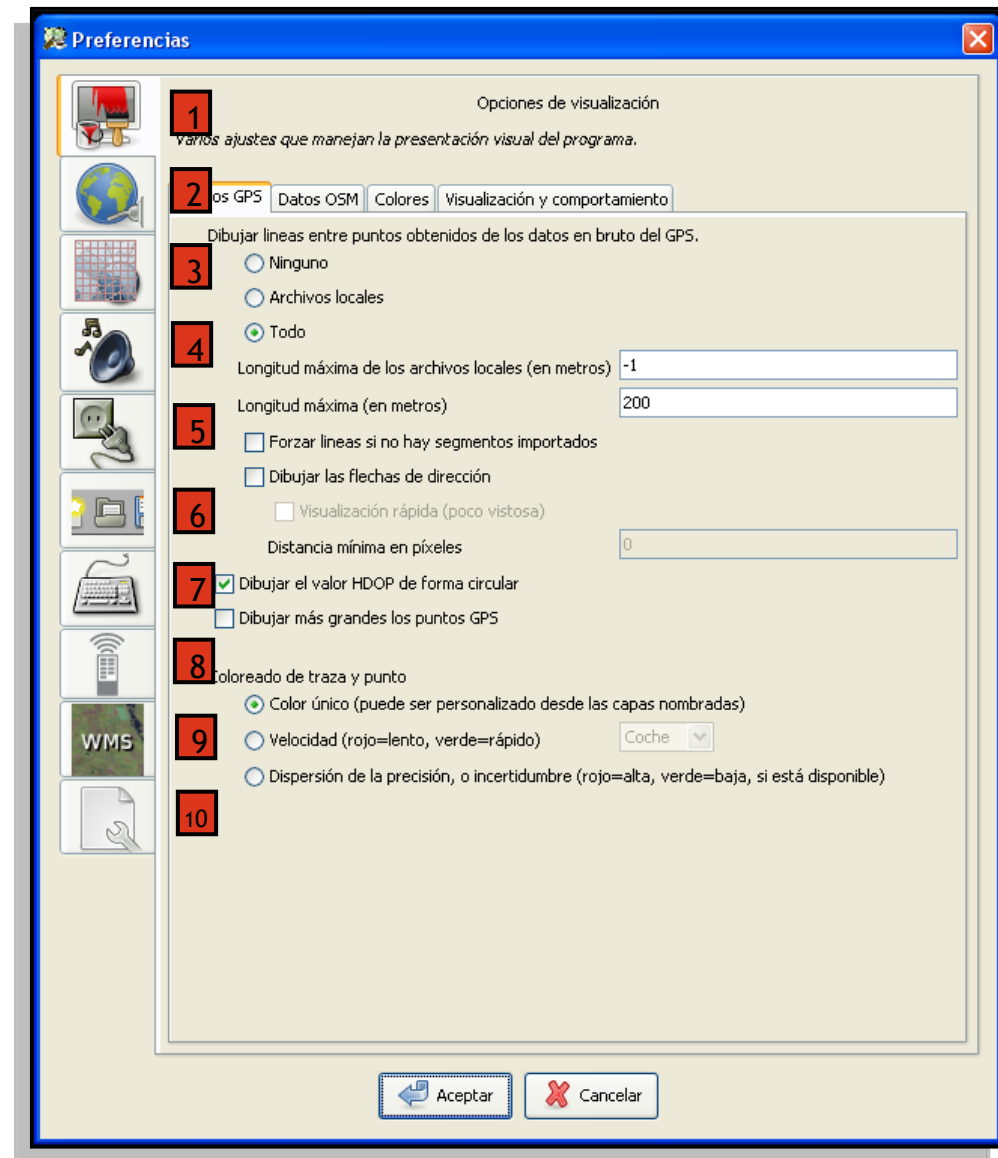 Preferencias
1
Opciones de visualización
Varios ajustes que manejan la presentación visual del programa.
2
os GPS Datos OSM Colores Visualización y comportamiento
Dibujar lineas entre puntos obtenidos de los datos en bruto del GPS.
3
Ninguno
Archivos locales
Todo
4
Longitud máxima de los archivos locales (en metros) -1
Longitud máxima (en metros) 200
5
Forzar lineas si no hay segmentos importados
Dibujar las flechas de dirección
6
Visualización rápida (poco vistosa)
Distancia mínima en píxeles 0
7
Dibujar el valor HDOP de forma circular
Dibujar más grandes los puntos GPS
8
Coloreado de traza y punto
Color único (puede ser personalizado desde las capas nombradas)
WMS
9
Velocidad (rojo=lento, verde=rápido) Coche
Dispersión de la precisión, o incertidumbre (rojo=alta, verde=baja, si está disponible)
10
Aceptar Cancelar